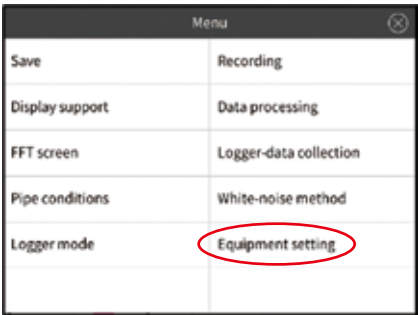 Menu
Save
Recording
Display support
Data processing
FFT screen
Logger-data collection
Pipe conditions
White-noise method
Logger mode
Equipment setting